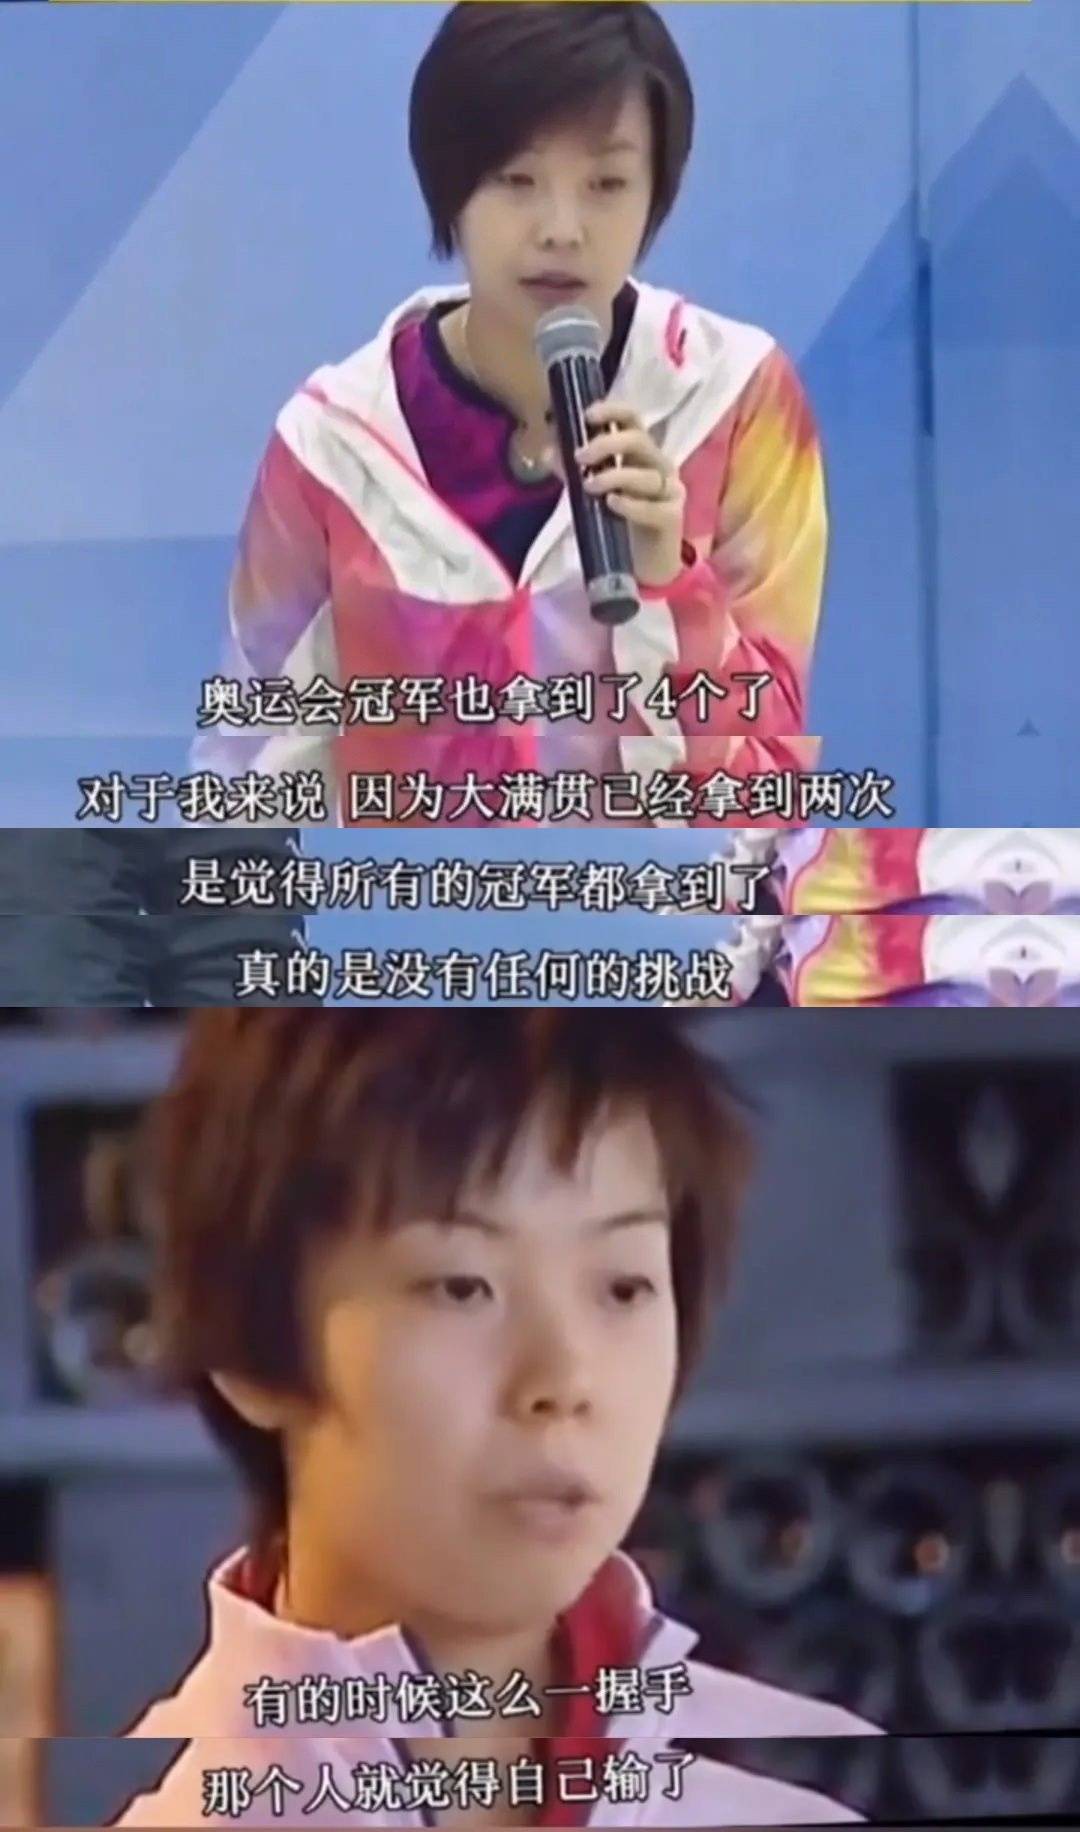 奥运会冠军也拿到了4个了
对于我来说 因为大满贯已经拿到两次
是觉得所有的冠军都拿到了
真的是没有任何的挑战
有的时候这么一握手
那个人就觉得自己输了